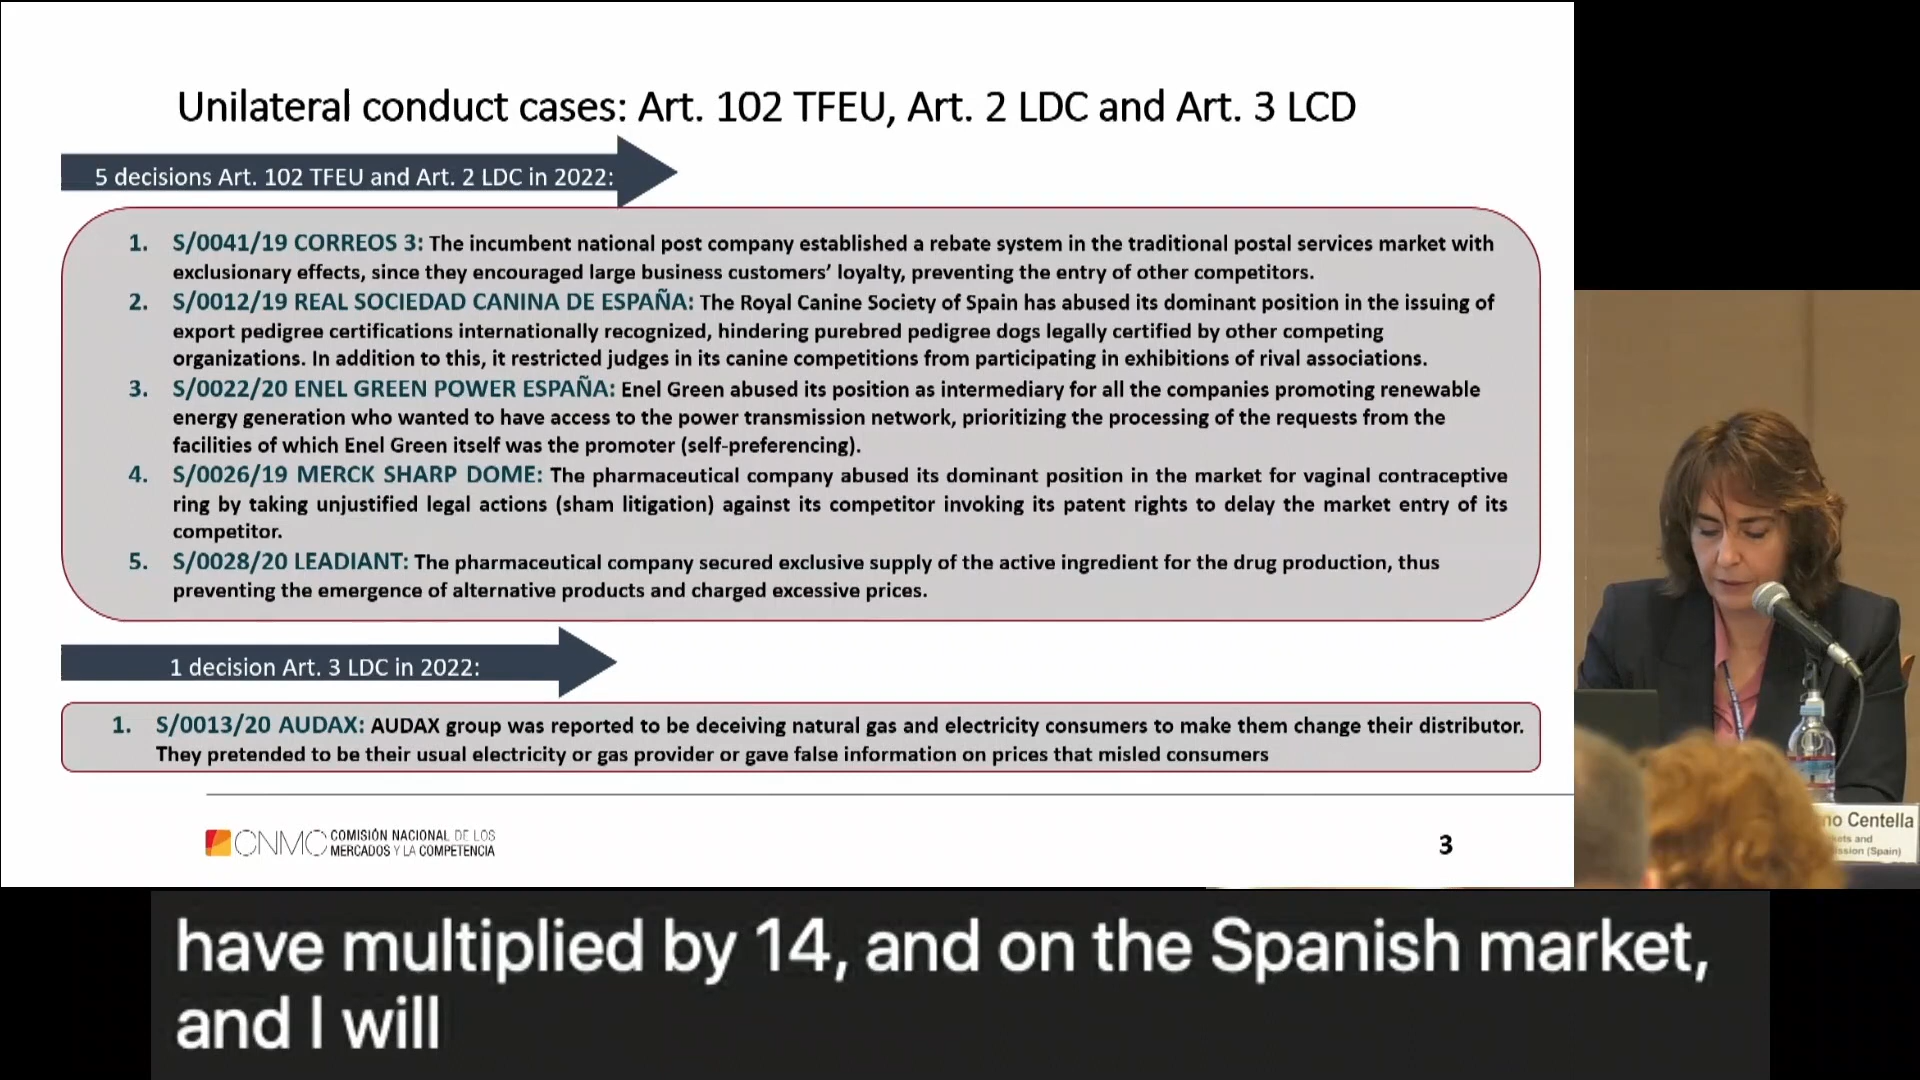 Unilateral conduct cases: Art. 102 TFEU, Art. 2 LDC and Art. 3 LCD
5 decisions Art. 102 TFEU and Art. 2 LDC in 2022:
1. S/0041/19 CORREOS 3: The incumbent national post company established a rebate system in the traditional postal services market with
exclusionary effects, since they encouraged large business customers’ loyalty, preventing the entry of other competitors.
2. S/0012/19 REAL SOCIEDAD CANINA DE ESPAÑA: The Royal Canine Society of Spain has abused its dominant position in the issuing of
export pedigree certifications internationally recognized, hindering purebred pedigree dogs legally certified by other competing
organizations. In addition to this, it restricted judges in its canine competitions from participating in exhibitions of rival associations.
3. S/0022/20 ENEL GREEN POWER ESPAÑA: Enel Green abused its position as intermediary for all the companies promoting renewable
energy generation who wanted to have access to the power transmission network, prioritizing the processing of the requests from the
facilities of which Enel Green itself was the promoter (self-preferencing).
4. S/0026/19 MERCK SHARP DOME: The pharmaceutical company abused its dominant position in the market for vaginal contraceptive
ring by taking unjustified legal actions (sham litigation) against its competitor invoking its patent rights to delay the market entry of its
competitor.
5. S/0028/20 LEADIANT: The pharmaceutical company secured exclusive supply of the active ingredient for the drug production, thus
preventing the emergence of alternative products and charged excessive prices.
1 decision Art. 3 LDC in 2022:
1. S/0013/20 AUDAX: AUDAX group was reported to be deceiving natural gas and electricity consumers to make them change their distributor.
They pretended to be their usual electricity or gas provider or gave false information on prices that misled consumers
CNMC COMISIÓN NACIONAL DE LOS
MERCADOS Y LA COMPETENCIA
3
no Centella
kets and
ssion (Spain)
have multiplied by 14, and on the Spanish market,
and I will